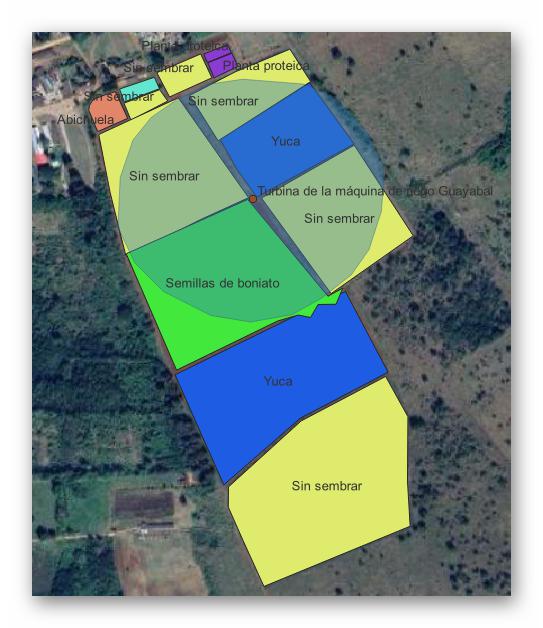 Planta proteica
Sin sembrar
Planta proteica
Sin sembrar
Sin sembrar
Abichuela
Yuca
Sin sembrar
Turbina de la máquina de riego Guayabal
Sin sembrar
Semillas de boniato
Yuca
Sin sembrar